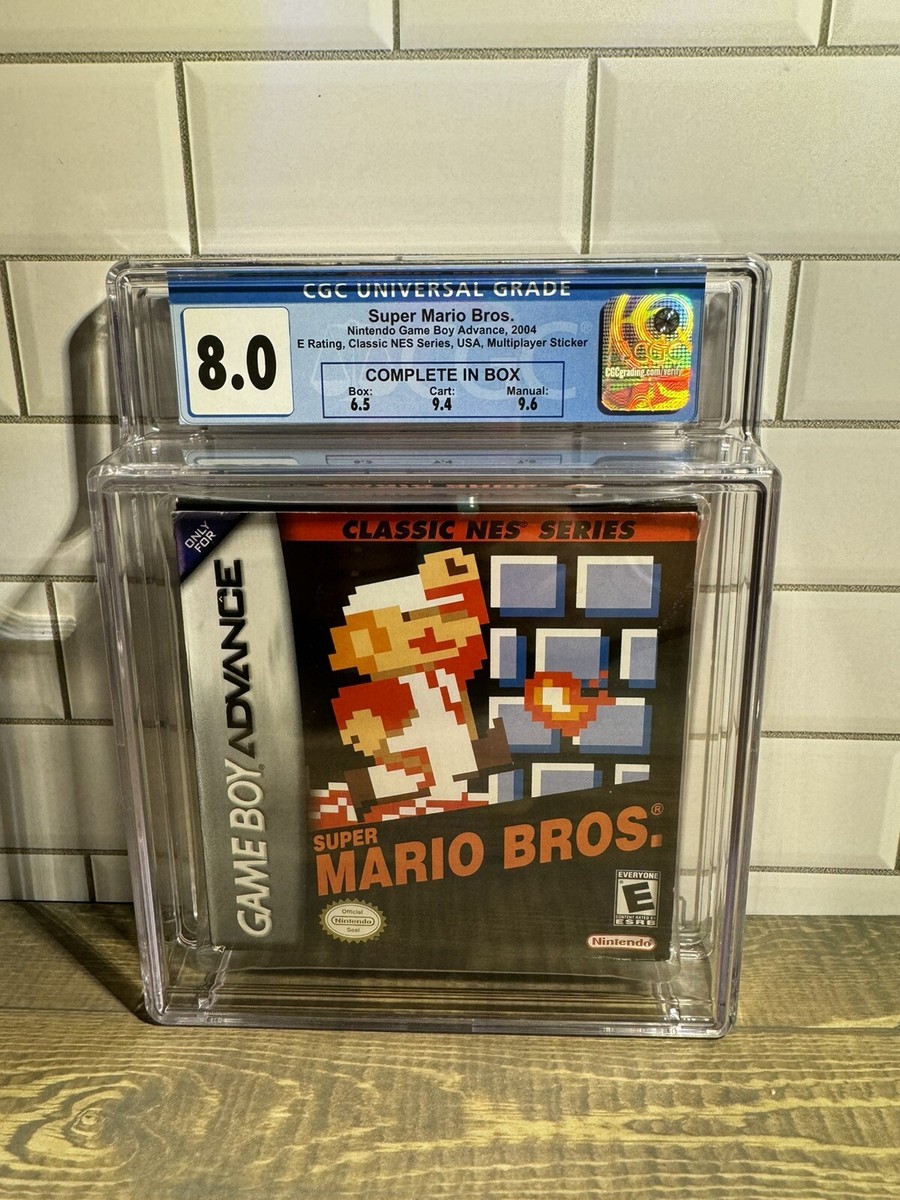 CGC UNIVERSAL GRADE
8.0
Super Mario Bros.
Nintendo Game Boy Advance, 2004
E Rating, Classic NES Series, USA, Multiplayer Sticker
COMPLETE IN BOX
Box: Cart: Manual:
6.5 9.4 9.6
CGCgrading.com/verify
ONLY
FOR
GAME BOY ADVANCE
CLASSIC NES® SERIES
SUPER
MARIO BROS.®
Official
Nintendo
Seal
EVERYONE
E
CONTENT RATED BY
ESRB
Nintendo®